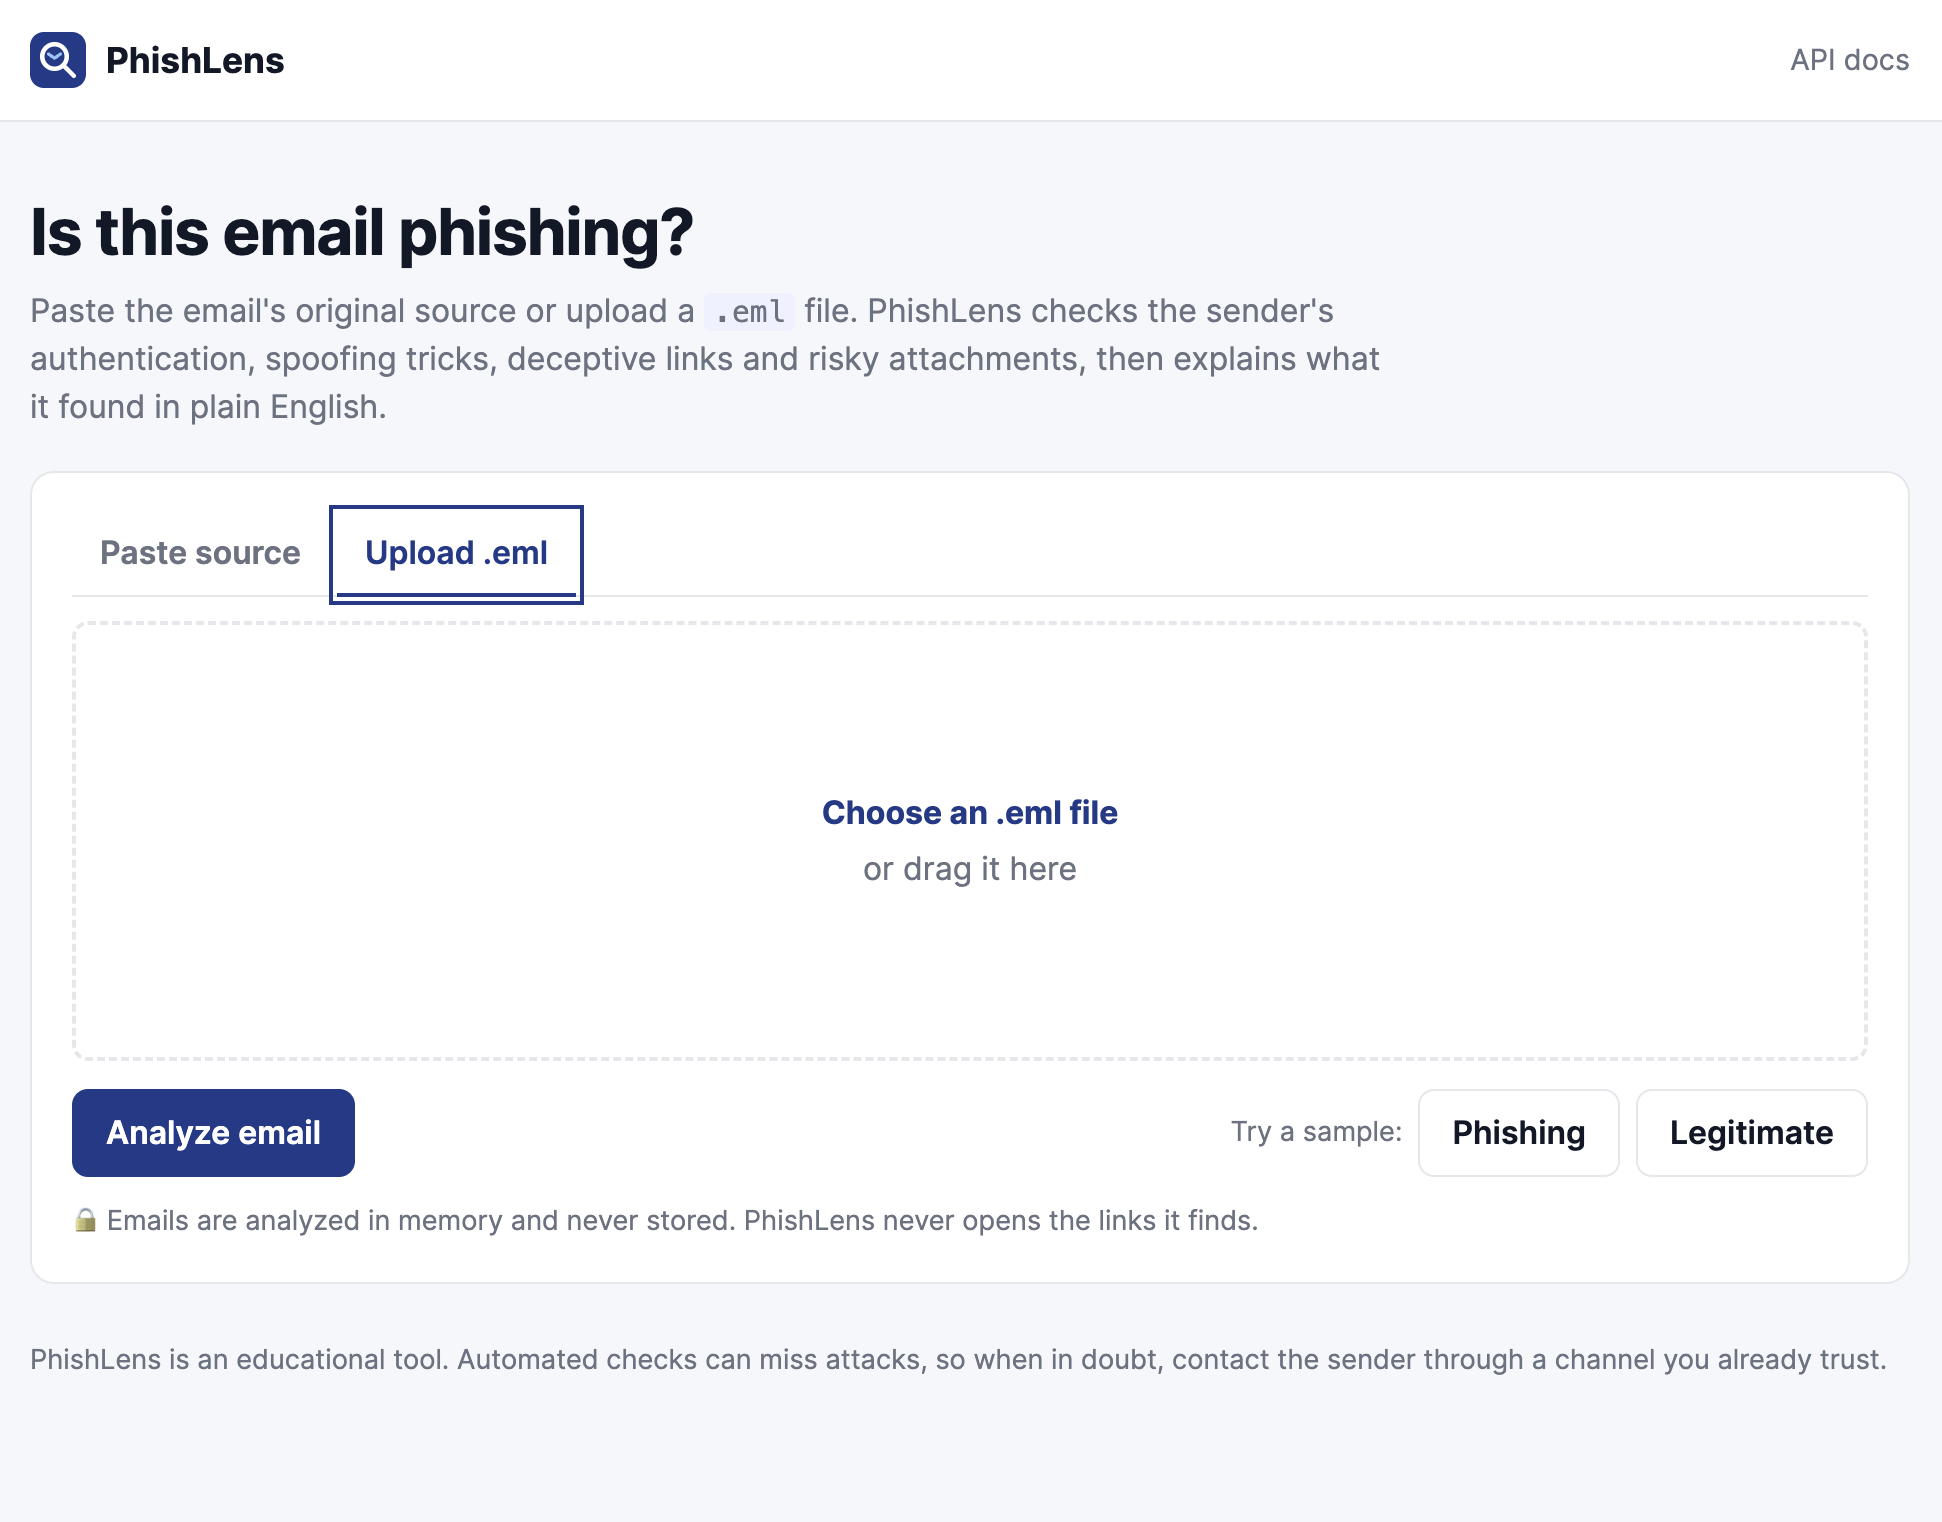 PhishLens
API docs
Is this email phishing?
Paste the email's original source or upload a .eml file. PhishLens checks the sender's
authentication, spoofing tricks, deceptive links and risky attachments, then explains what
it found in plain English.
Paste source
Upload .eml
Choose an .eml file
or drag it here
Analyze email
Try a sample:
Phishing
Legitimate
🔒 Emails are analyzed in memory and never stored. PhishLens never opens the links it finds.
PhishLens is an educational tool. Automated checks can miss attacks, so when in doubt, contact the sender through a channel you already trust.